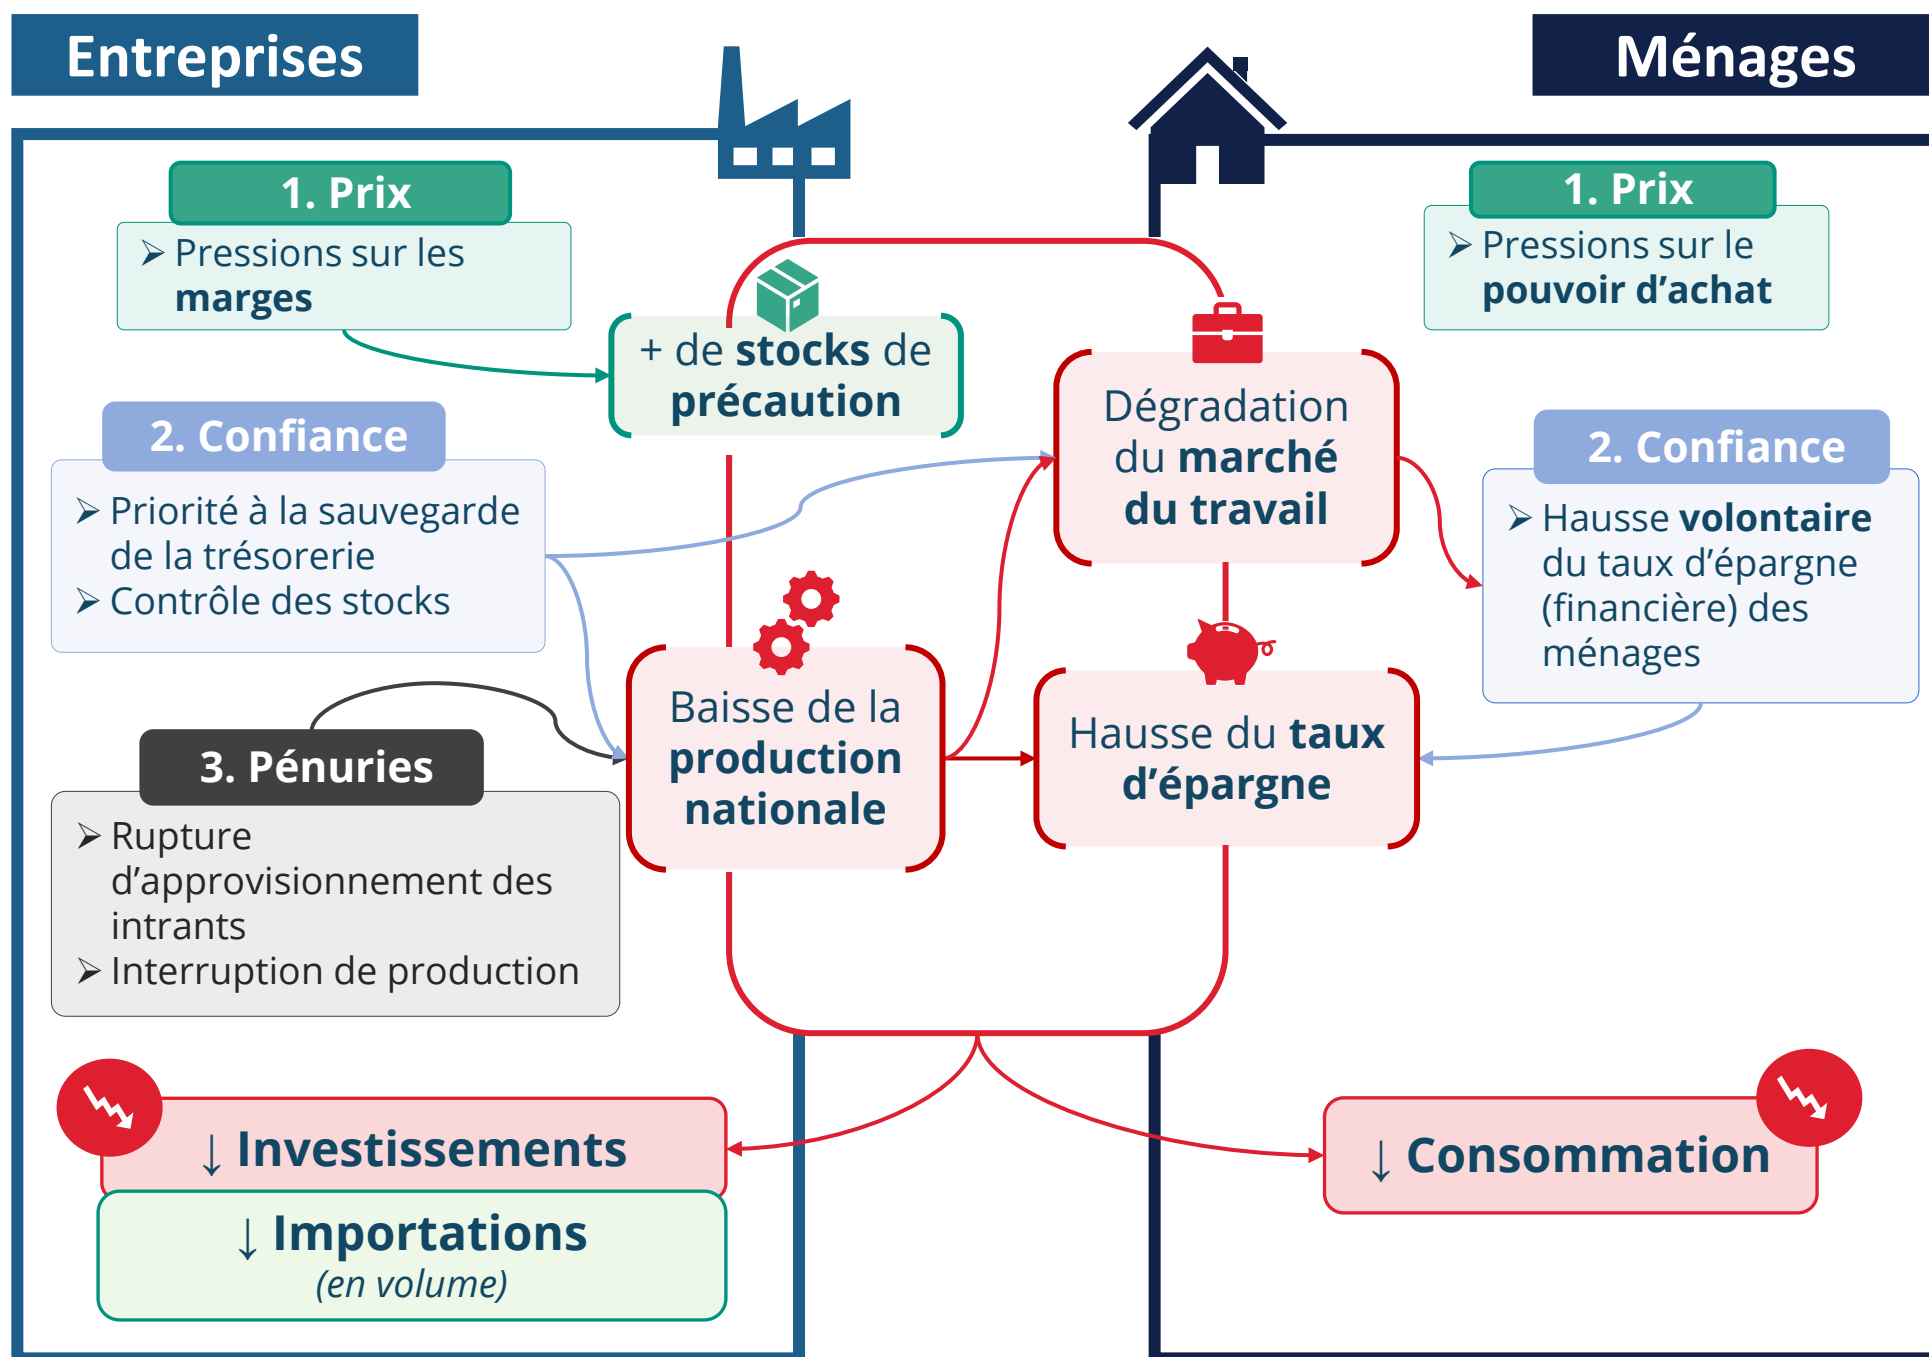 Entreprises
Ménages
1. Prix
➢ Pressions sur les
marges
1. Prix
➢ Pressions sur le
pouvoir d’achat
+ de stocks de
précaution
Dégradation
du marché
du travail
2. Confiance
➢ Priorité à la sauvegarde
de la trésorerie
➢ Contrôle des stocks
2. Confiance
➢ Hausse volontaire
du taux d’épargne
(financière) des
ménages
Baisse de la
production
nationale
Hausse du taux
d’épargne
3. Pénuries
➢ Rupture
d’approvisionnement des
intrants
➢ Interruption de production
↓ Investissements
↓ Importations
(en volume)
↓ Consommation